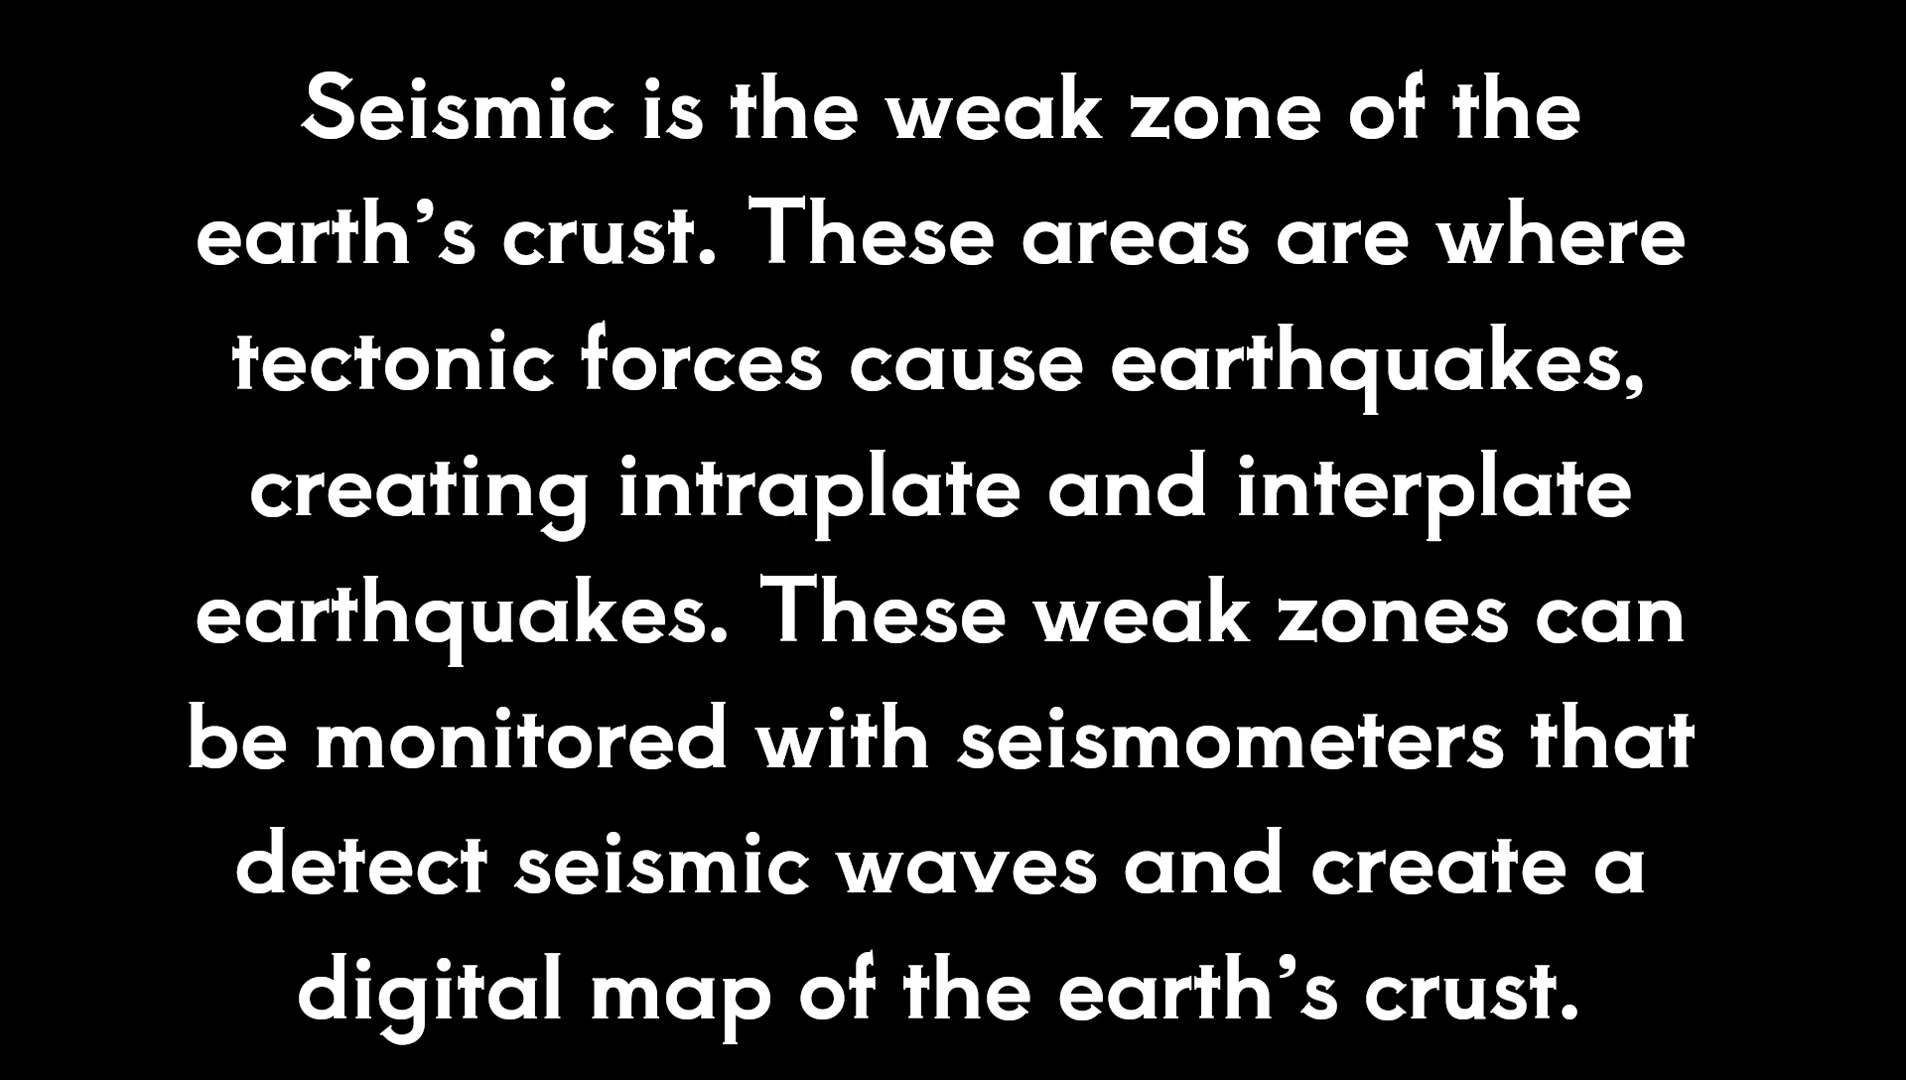 Seismic is the weak zone of the
earth’s crust. These areas are where
tectonic forces cause earthquakes,
creating intraplate and interplate
earthquakes. These weak zones can
be monitored with seismometers that
detect seismic waves and create a
digital map of the earth’s crust.